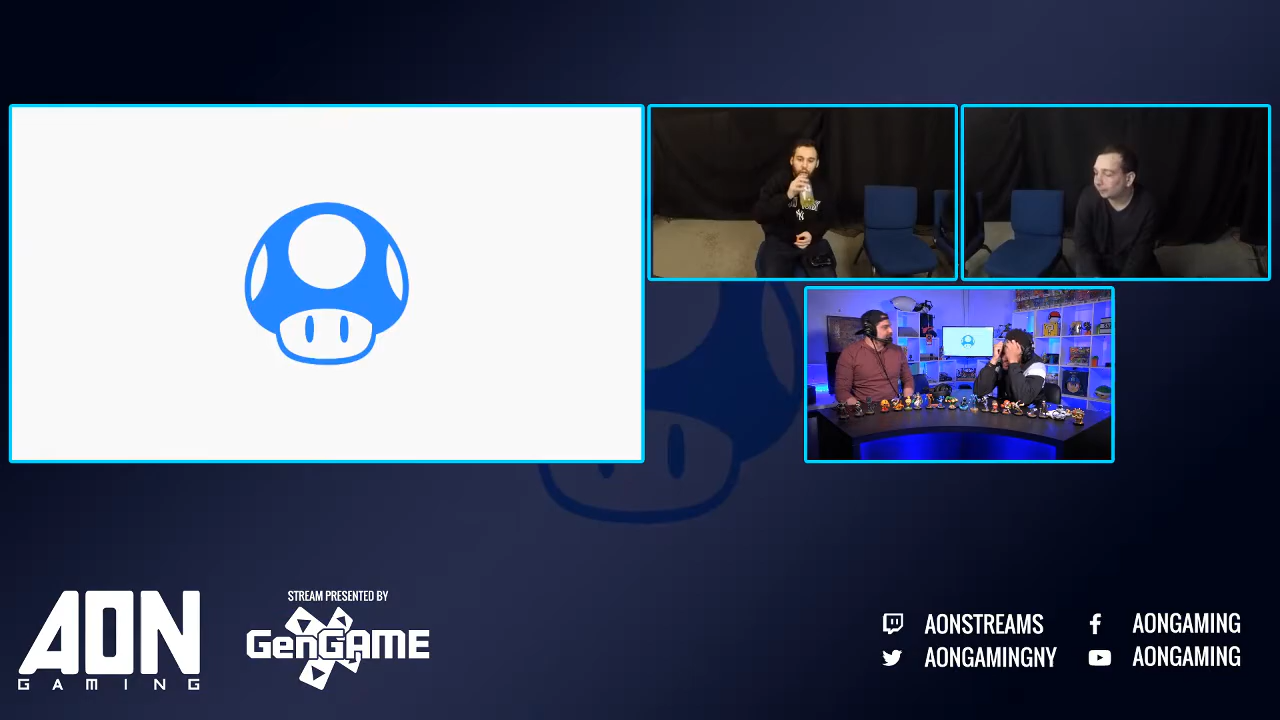 AON
GAMING
STREAM PRESENTED BY
GenGAME
AONSTREAMS
AONGAMING
AONGAMINGNY
AONGAMING